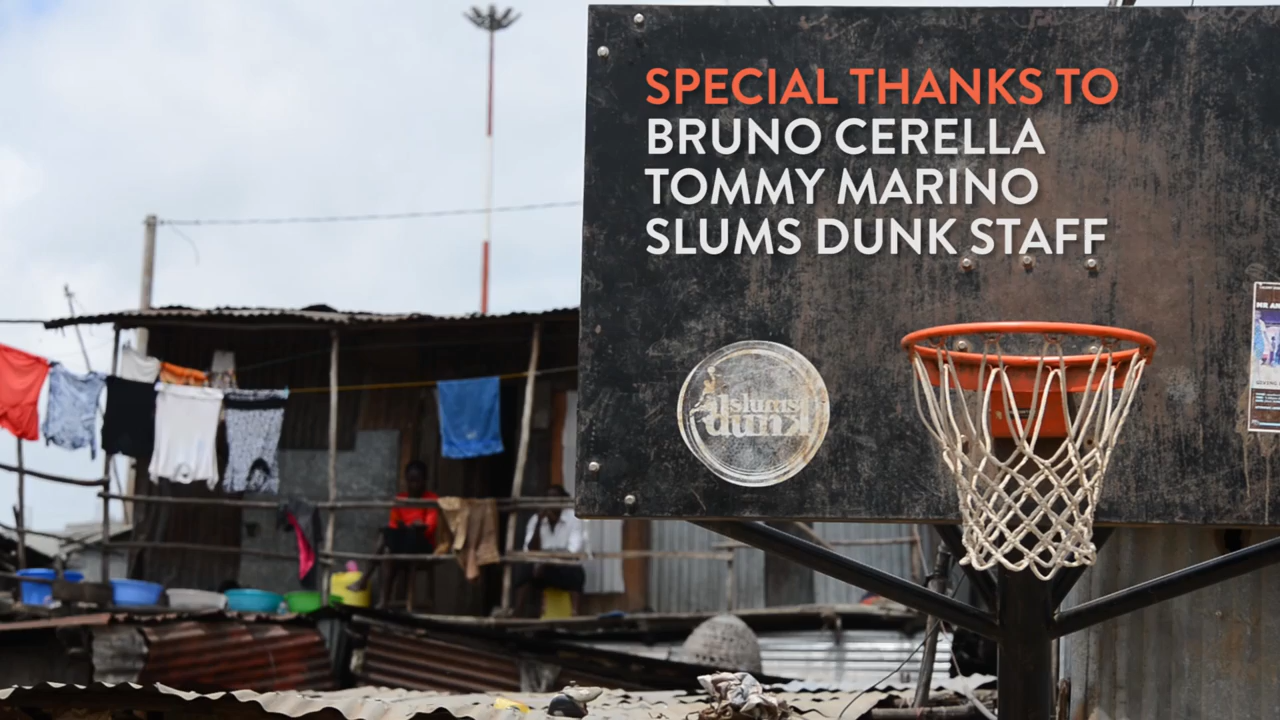 SPECIAL THANKS TO
BRUNO CERELLA
TOMMY MARINO
SLUMS DUNK STAFF
slums
dunk